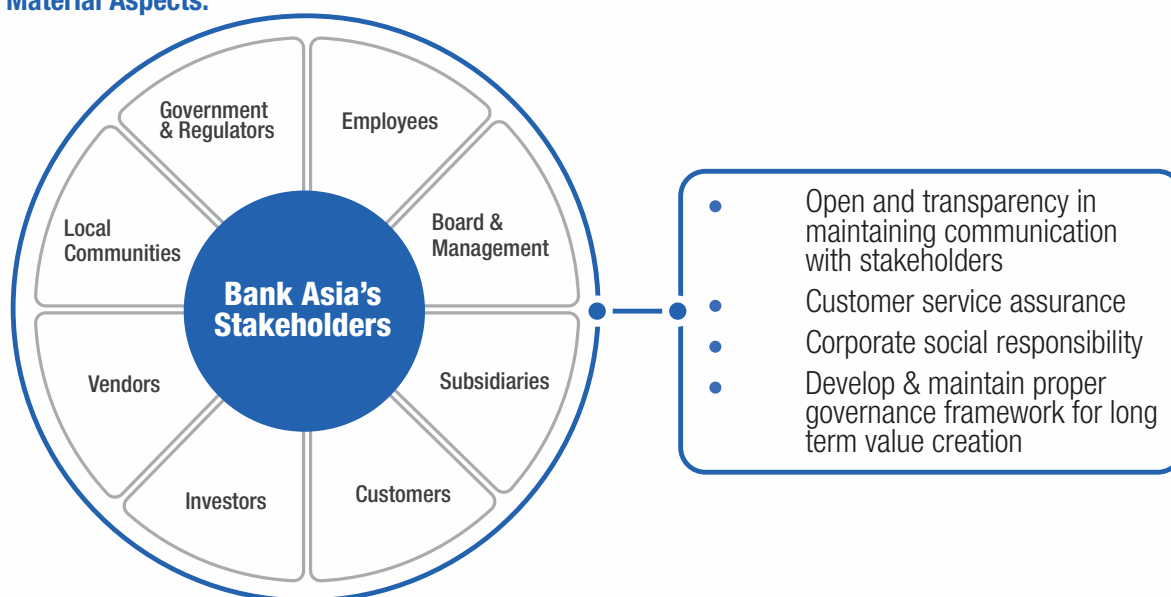 Material Aspects:
Government
& Regulators
Employees
Local
Communities
Board &
Management
Bank Asia's
Stakeholders
Vendors
Subsidiaries
Investors
Customers
Open and transparency in
maintaining communication
with stakeholders
Customer service assurance
Corporate social responsibility
Develop & maintain proper
governance framework for long
term value creation